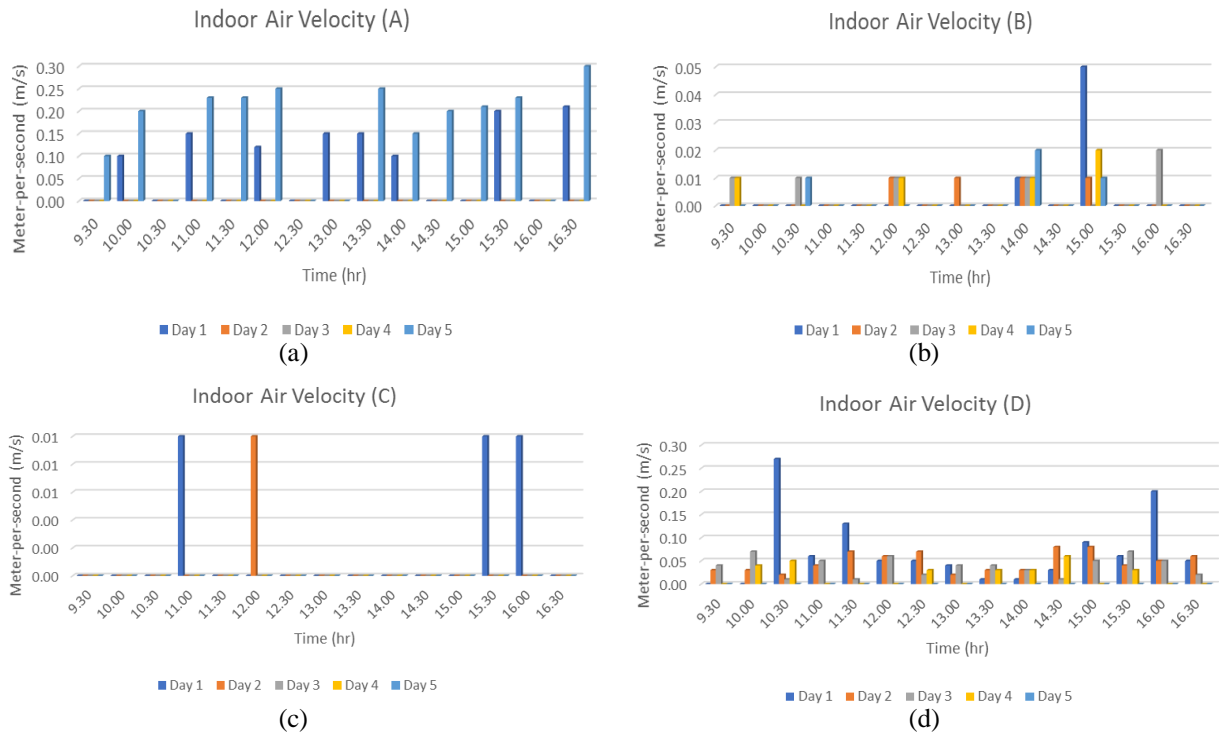 Indoor Air Velocity (A)
Meter-per-second (m/s)
0.30
0.25
0.20
0.15
0.10
0.05
0.00
9.30 10.00 10.30 11.00 11.30 12.00 12.30 13.00 13.30 14.00 14.30 15.00 15.30 16.00 16.30
Time (hr)
Day 1 Day 2 Day 3 Day 4 Day 5
(a)
Indoor Air Velocity (B)
Meter-per-second (m/s)
0.05
0.04
0.03
0.02
0.01
0.00
9.30 10.00 10.30 11.00 11.30 12.00 12.30 13.00 13.30 14.00 14.30 15.00 15.30 16.00 16.30
Time (hr)
Day 1 Day 2 Day 3 Day 4 Day 5
(b)
Indoor Air Velocity (C)
Meter-per-second (m/s)
0.01
0.01
0.01
0.00
0.00
0.00
9.30 10.00 10.30 11.00 11.30 12.00 12.30 13.00 13.30 14.00 14.30 15.00 15.30 16.00 16.30
Time (hr)
Day 1 Day 2 Day 3 Day 4 Day 5
(c)
Indoor Air Velocity (D)
Meter-per-second (m/s)
0.30
0.25
0.20
0.15
0.10
0.05
0.00
9.30 10.00 10.30 11.00 11.30 12.00 12.30 13.00 13.30 14.00 14.30 15.00 15.30 16.00 16.30
Time (hr)
Day 1 Day 2 Day 3 Day 4 Day 5
(d)